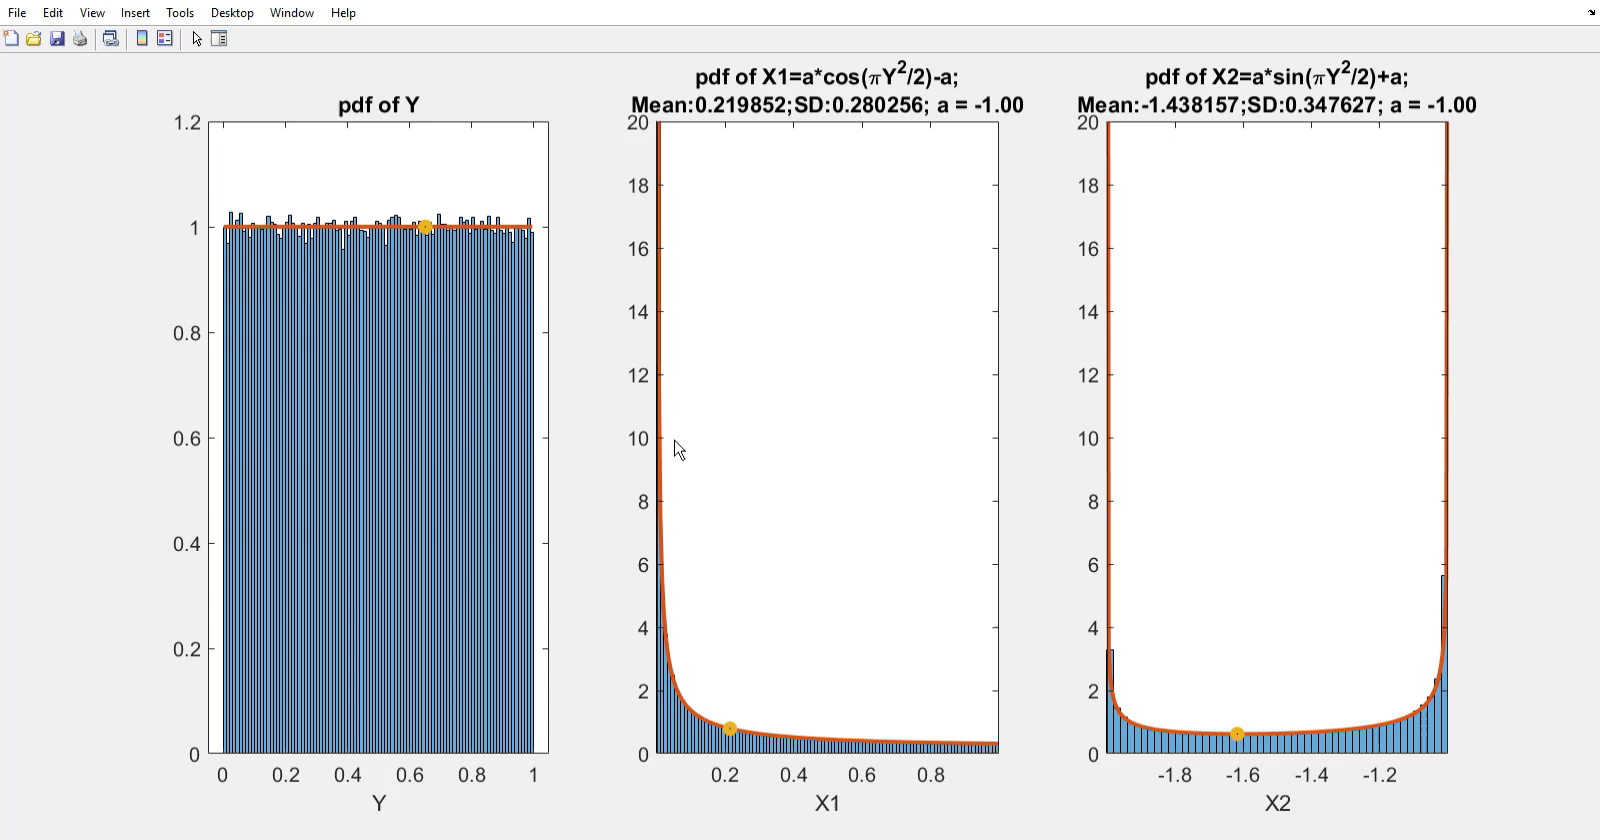 File Edit View Insert Tools Desktop Window Help
pdf of Y
1.2
1
0.8
0.6
0.4
0.2
0
0 0.2 0.4 0.6 0.8 1
Y
pdf of X1=a*cos(πY²/2)-a;
Mean:0.219852;SD:0.280256; a = -1.00
20
18
16
14
12
10
8
6
4
2
0
0.2 0.4 0.6 0.8
X1
pdf of X2=a*sin(πY²/2)+a;
Mean:-1.438157;SD:0.347627; a = -1.00
20
18
16
14
12
10
8
6
4
2
0
-1.8 -1.6 -1.4 -1.2
X2